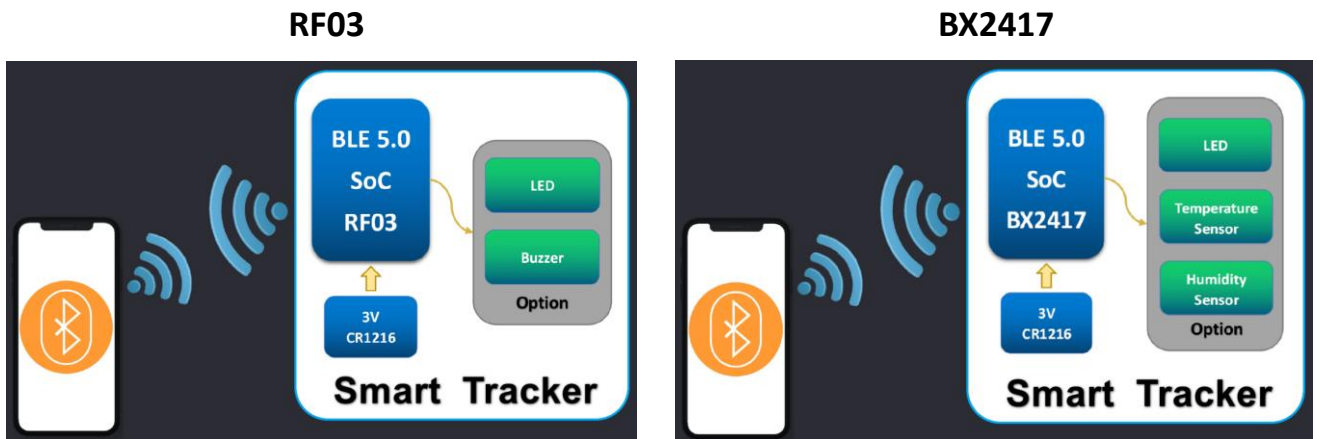 RF03
BLE 5.0
SoC
RF03
LED
Buzzer
Option
3V
CR1216
Smart Tracker
BX2417
BLE 5.0
SoC
BX2417
LED
Temperature
Sensor
Humidity
Sensor
Option
3V
CR1216
Smart Tracker